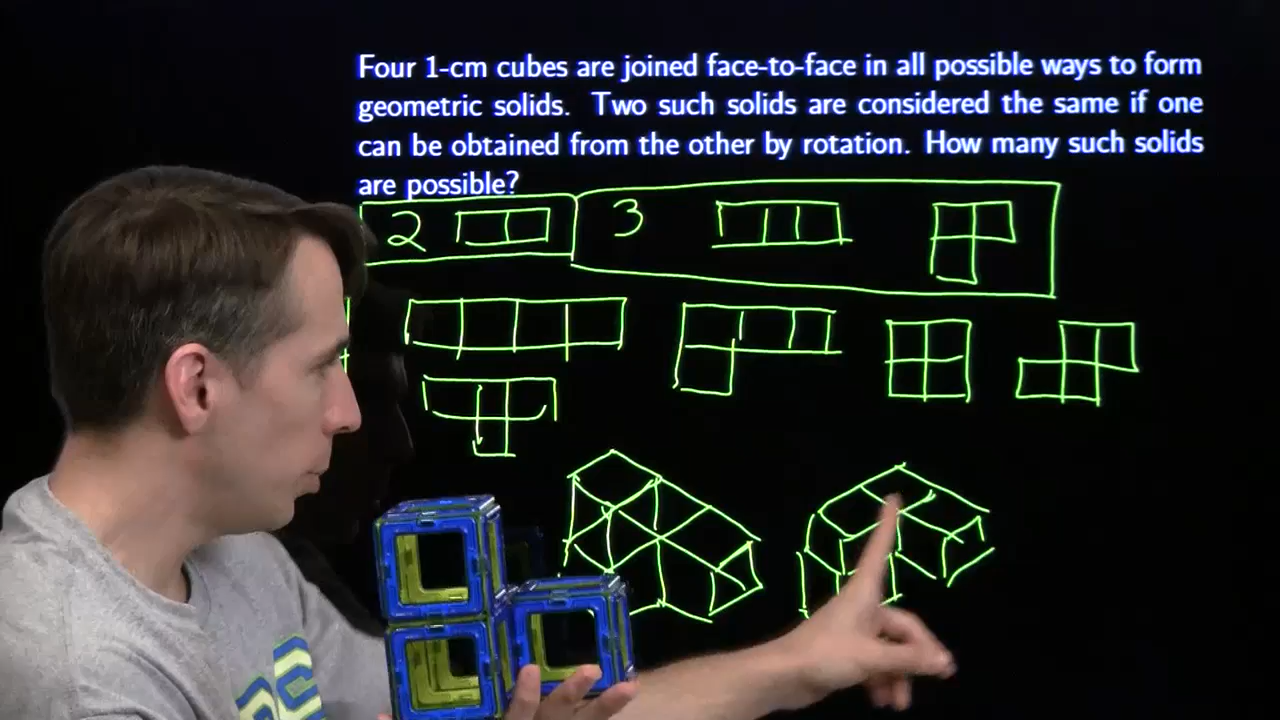 Four 1-cm cubes are joined face-to-face in all possible ways to form
geometric solids. Two such solids are considered the same if one
can be obtained from the other by rotation. How many such solids
are possible?
2
3